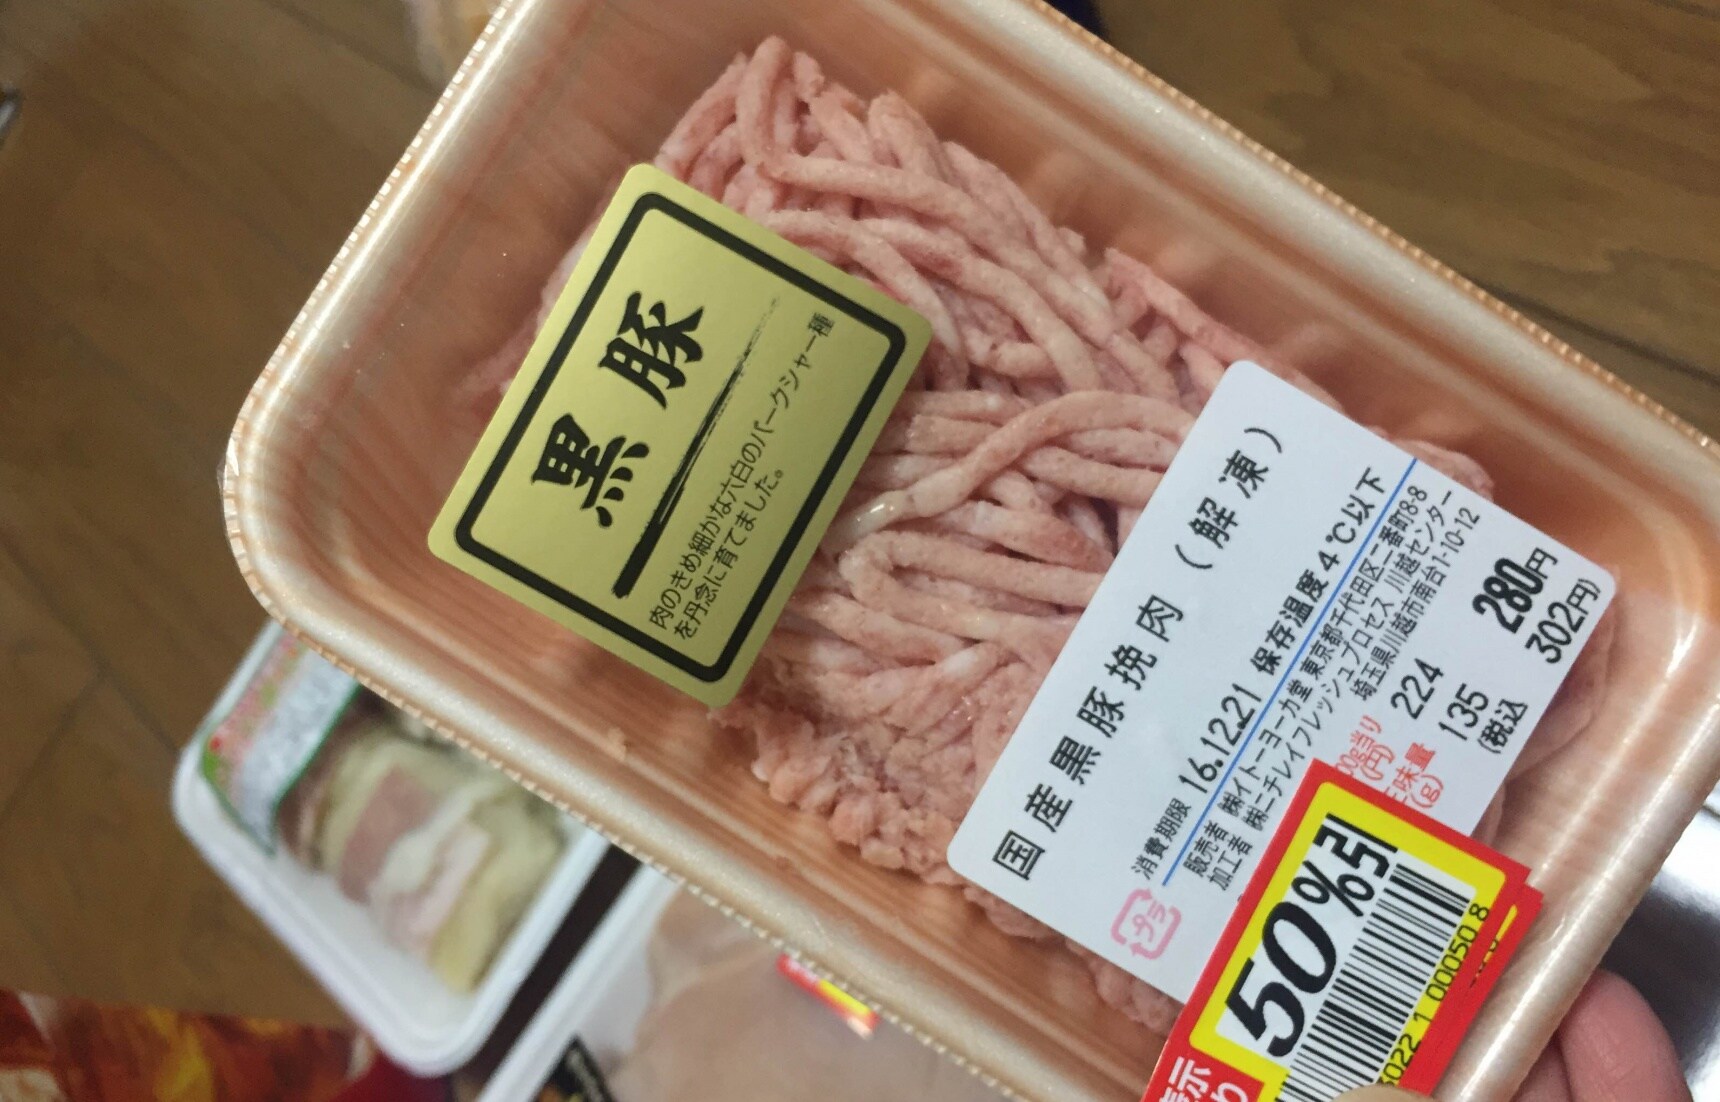 黒豚
肉のきめ細かな六白のバークシャー種
を丹念に育てました。
国産黒豚挽肉 (解凍)
消費期限 16.12.21 保存温度4℃以下
販売者 ㈱イトーヨーカ堂 東京都千代田区二番町8-8
加工者 ㈱ニチレイフレッシュプロセス 川越センター
埼玉県川越市南台1-10-12
プラ
224
135
280円
(税込 302円)
50%引
00050 8